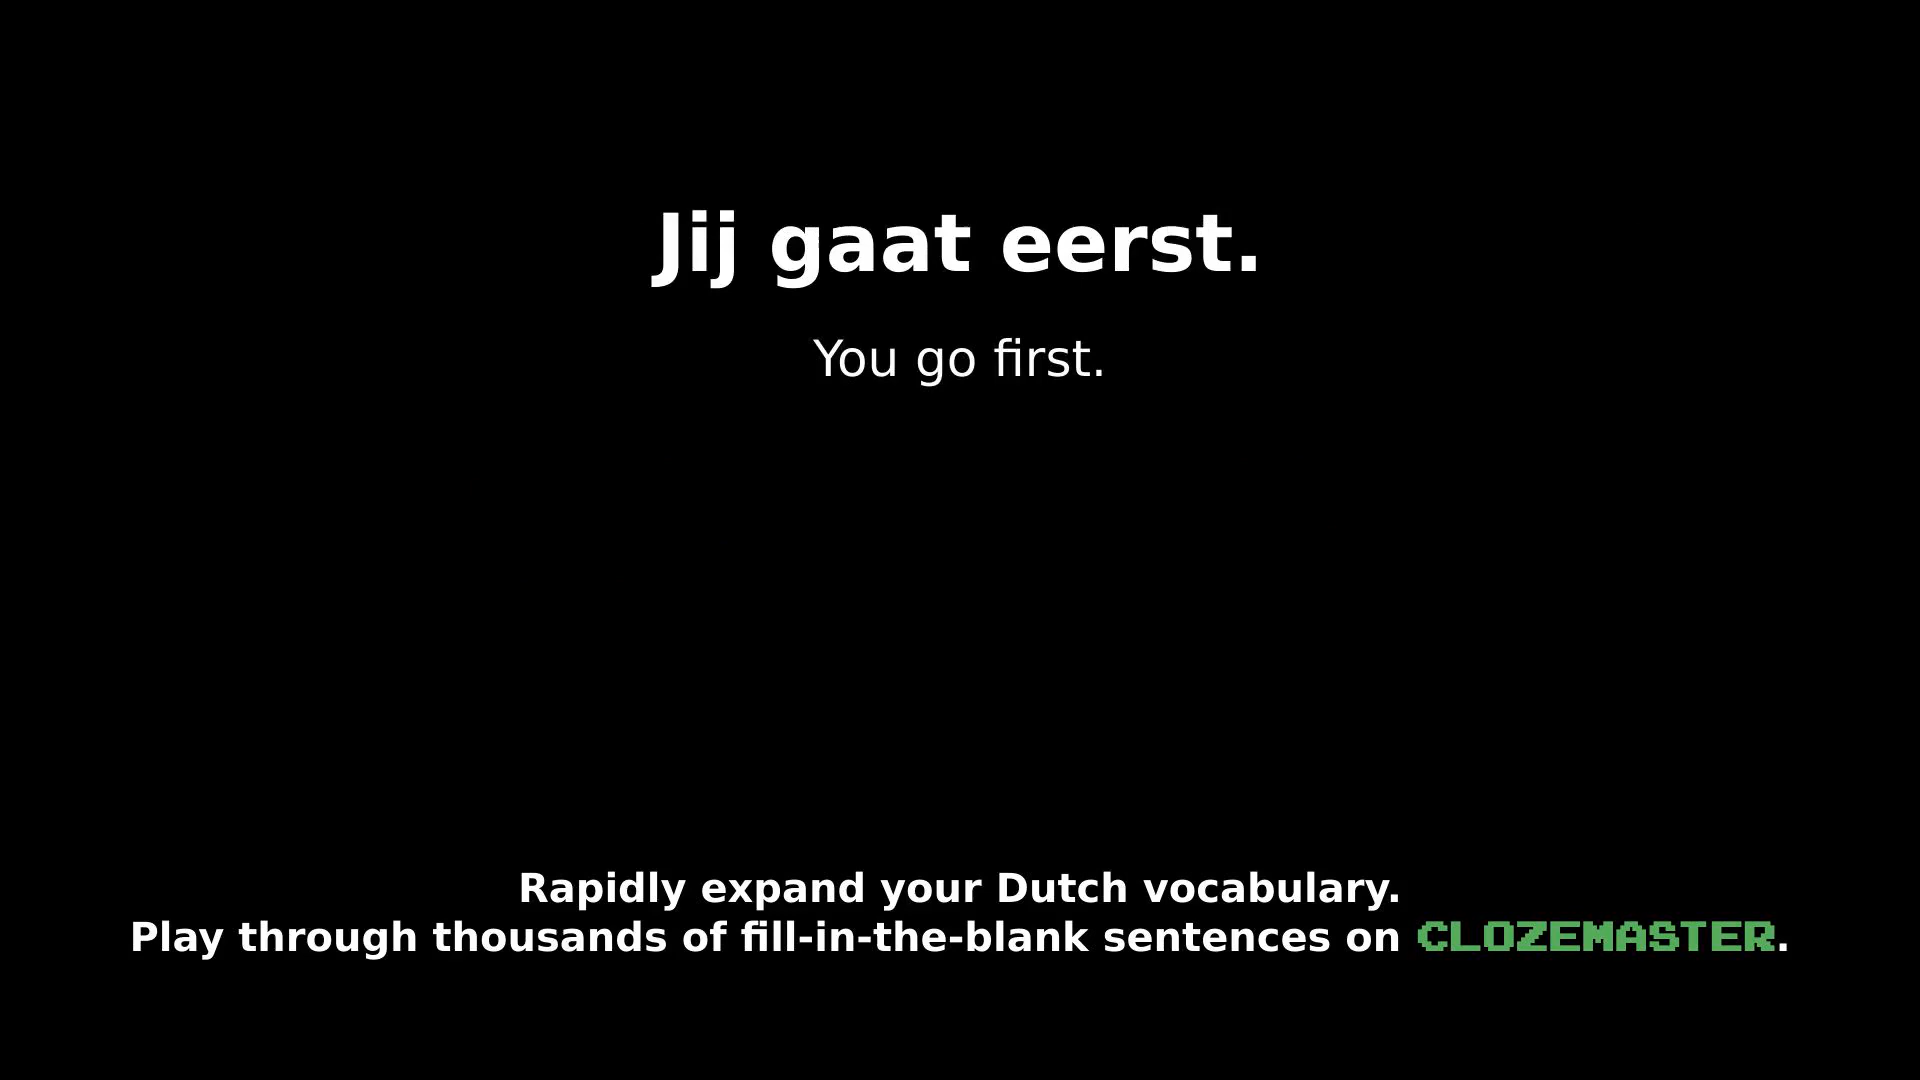 Jij gaat eerst.
You go first.
Rapidly expand your Dutch vocabulary.
Play through thousands of fill-in-the-blank sentences on CLOZEMASTER.